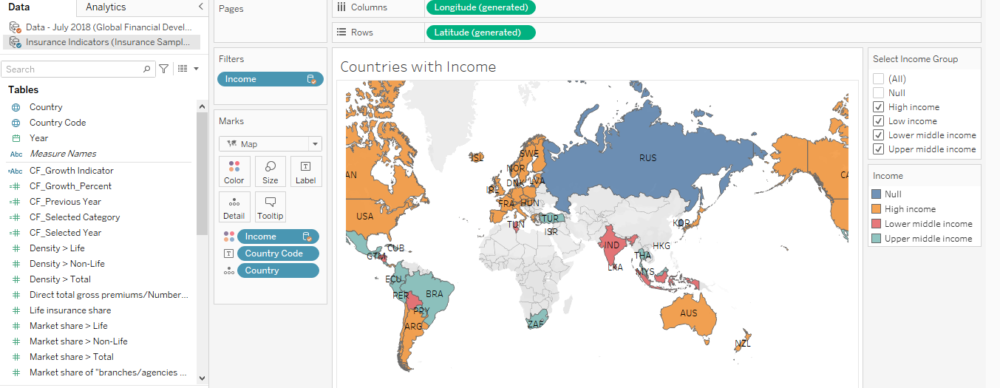 Data
Analytics
Pages
Columns
Longitude (generated)
Rows
Latitude (generated)
Data - July 2018 (Global Financial Devel...
Insurance Indicators (Insurance Sampl...
Search
Tables
Country
Country Code
Year
Abc Measure Names
=Abc CF_Growth Indicator
CF_Growth_Percent
CF_Previous Year
CF_Selected Category
CF_Selected Year
Density > Life
Density > Non-Life
Density > Total
Direct total gross premiums/Number...
Life insurance share
Market share > Life
Market share > Non-Life
Market share > Total
Market share of "branches/agencies ...
Filters
Income
Marks
Map
Color
Size
Label
T
Detail
Tooltip
Income
T Country Code
Country
Countries with Income
ISL
SWE
NOR
DNK
LVA
IRL
FRA
HUN
RUS
AN
USA
TUN
TUR
ISR
KOR
CA
CUB
GTM
IND
HKG
THA
LKA
MYS
ECU
PER
BRA
PRY
ARG
ZAF
AUS
NZL
Select Income Group
(All)
Null
High income
Low income
Lower middle income
Upper middle income
Income
Null
High income
Lower middle income
Upper middle income